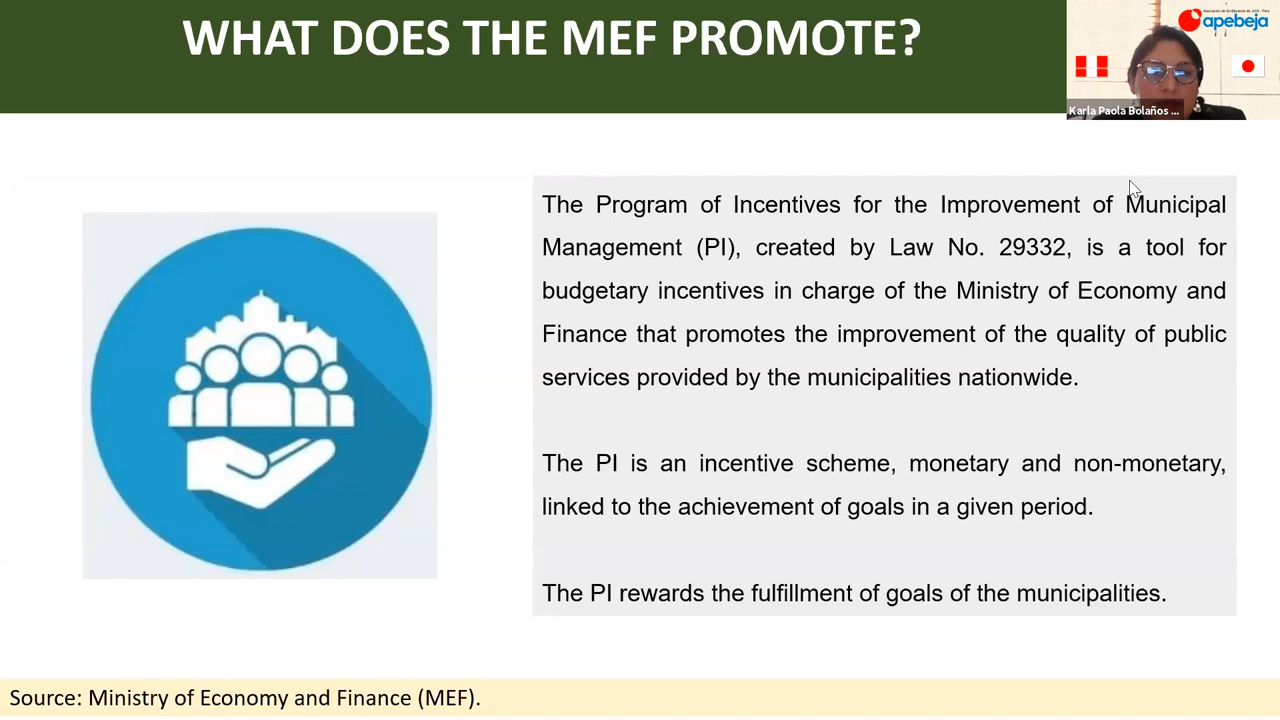 WHAT DOES THE MEF PROMOTE?
apebeja
Karla Paola Bolaños ...
The Program of Incentives for the Improvement of Municipal
Management (PI), created by Law No. 29332, is a tool for
budgetary incentives in charge of the Ministry of Economy and
Finance that promotes the improvement of the quality of public
services provided by the municipalities nationwide.
The PI is an incentive scheme, monetary and non-monetary,
linked to the achievement of goals in a given period.
The PI rewards the fulfillment of goals of the municipalities.
Source: Ministry of Economy and Finance (MEF).